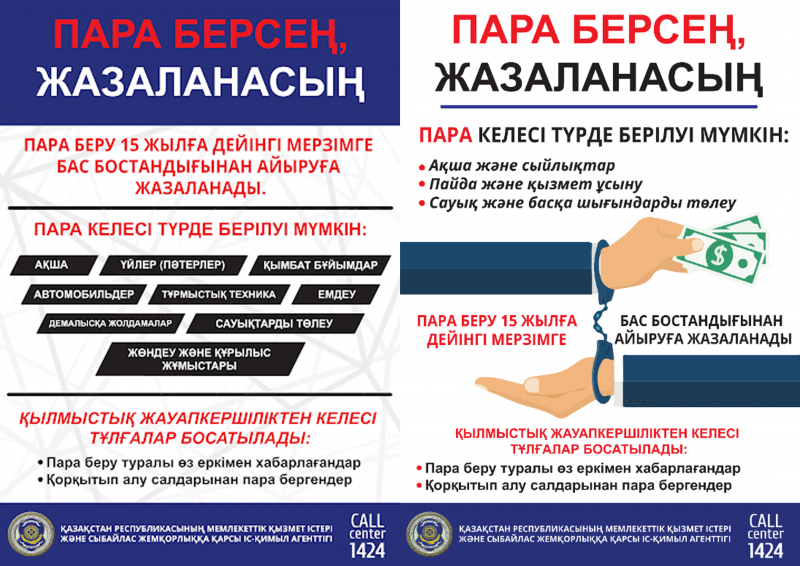 ПАРА БЕРСЕҢ,
ЖАЗАЛАНАСЫҢ
ПАРА БЕРУ 15 ЖЫЛҒА ДЕЙІНГІ МЕРЗІМГЕ
БАС БОСТАНДЫҒЫНАН АЙЫРУҒА
ЖАЗАЛАНАДЫ.
ПАРА КЕЛЕСІ ТҮРДЕ БЕРІЛУІ МҮМКІН:
АҚША
ҮЙЛЕР (ПӘТЕРЛЕР)
ҚЫМБАТ БҰЙЫМДАР
АВТОМОБИЛЬДЕР
ТҰРМЫСТЫҚ ТЕХНИКА
ЕМДЕУ
ДЕМАЛЫСҚА ЖОЛДАМАЛАР
САУЫҚТАРДЫ ТӨЛЕУ
ЖӨНДЕУ ЖӘНЕ ҚҰРЫЛЫС
ЖҰМЫСТАРЫ
ҚЫЛМЫСТЫҚ ЖАУАПКЕРШІЛІКТЕН КЕЛЕСІ
ТҰЛҒАЛАР БОСАТЫЛАДЫ:
• Пара беру туралы өз еркімен хабарлағандар
• Қорқытып алу салдарынан пара бергендер
ҚАЗАҚСТАН РЕСПУБЛИКАСЫНЫҢ МЕМЛЕКЕТТІК ҚЫЗМЕТ ІСТЕРІ
ЖӘНЕ СЫБАЙЛАС ЖЕМҚОРЛЫҚҚА ҚАРСЫ ІС-ҚИМЫЛ АГЕНТТІГІ
CALL
center
1424
ПАРА БЕРСЕҢ,
ЖАЗАЛАНАСЫҢ
ПАРА КЕЛЕСІ ТҮРДЕ БЕРІЛУІ МҮМКІН:
• Ақша және сыйлықтар
• Пайда және қызмет ұсыну
• Сауық және басқа шығындарды төлеу
$
ПАРА БЕРУ 15 ЖЫЛҒА
ДЕЙІНГІ МЕРЗІМГЕ
БАС БОСТАНДЫҒЫНАН
АЙЫРУҒА ЖАЗАЛАНАДЫ
ҚЫЛМЫСТЫҚ ЖАУАПКЕРШІЛІКТЕН КЕЛЕСІ
ТҰЛҒАЛАР БОСАТЫЛАДЫ:
• Пара беру туралы өз еркімен хабарлағандар
• Қорқытып алу салдарынан пара бергендер
ҚАЗАҚСТАН РЕСПУБЛИКАСЫНЫҢ МЕМЛЕКЕТТІК ҚЫЗМЕТ ІСТЕРІ
ЖӘНЕ СЫБАЙЛАС ЖЕМҚОРЛЫҚҚА ҚАРСЫ ІС-ҚИМЫЛ АГЕНТТІГІ
CALL
center
1424